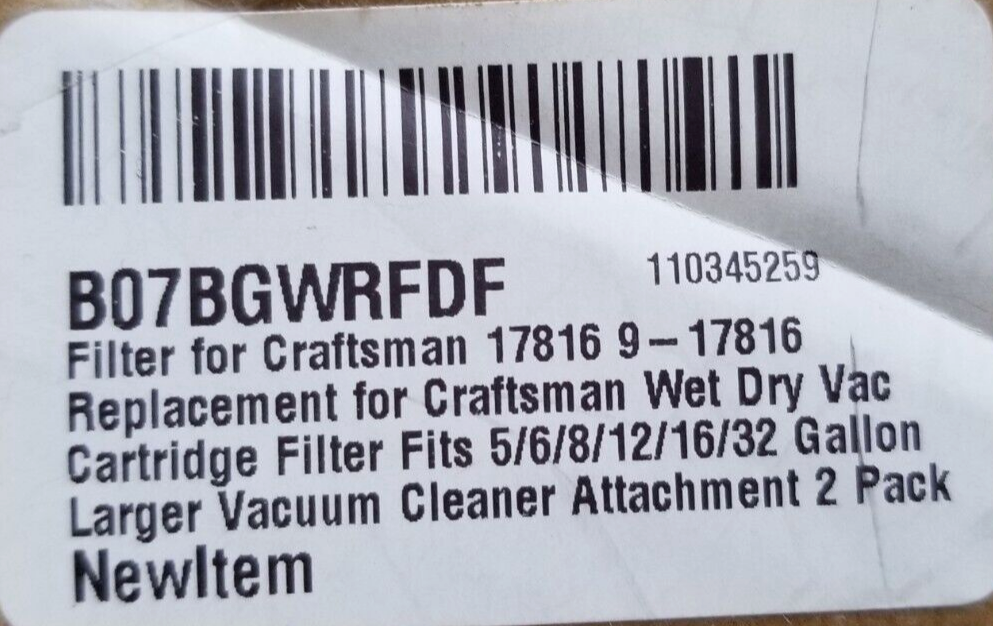 B07BGWRFDF 110345259
Filter for Craftsman 17816 9-17816
Replacement for Craftsman Wet Dry Vac
Cartridge Filter Fits 5/6/8/12/16/32 Gallon
Larger Vacuum Cleaner Attachment 2 Pack
NewItem